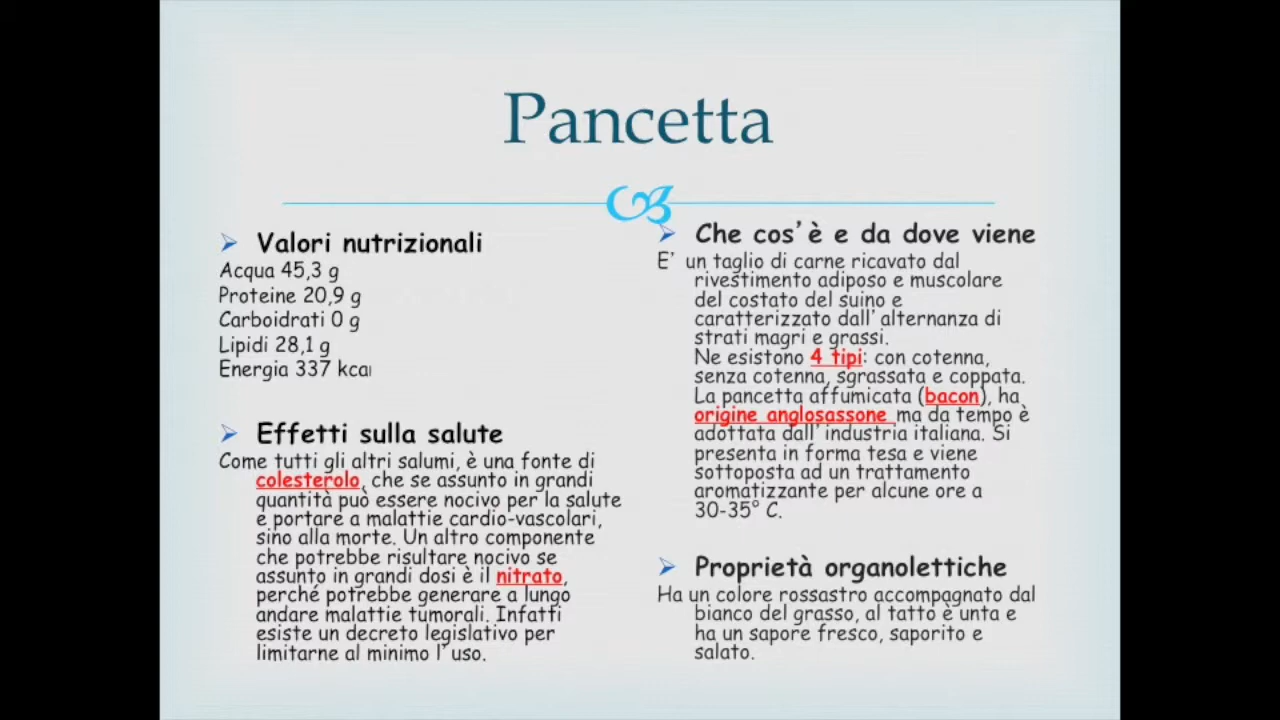 Pancetta
Valori nutrizionali
Acqua 45,3 g
Proteine 20,9 g
Carboidrati 0 g
Lipidi 28,1 g
Energia 337 kcal
Effetti sulla salute
Come tutti gli altri salumi, è una fonte di
colesterolo, che se assunto in grandi
quantità può essere nocivo per la salute
e portare a malattie cardio-vascolari,
sino alla morte. Un altro componente
che potrebbe risultare nocivo se
assunto in grandi dosi è il nitrato,
perché potrebbe generare a lungo
andare malattie tumorali. Infatti
esiste un decreto legislativo per
limitarne al minimo l’uso.
Che cos’è e da dove viene
E’ un taglio di carne ricavato dal
rivestimento adiposo e muscolare
del costato del suino e
caratterizzato dall’alternanza di
strati magri e grassi.
Ne esistono 4 tipi: con cotenna,
senza cotenna, sgrassata e coppata.
La pancetta affumicata (bacon), ha
origine anglosassone ma da tempo è
adottata dall’industria italiana. Si
presenta in forma tesa e viene
sottoposta ad un trattamento
aromatizzante per alcune ore a
30-35° C.
Proprietà organolettiche
Ha un colore rossastro accompagnato dal
bianco del grasso, al tatto è unta e
ha un sapore fresco, saporito e
salato.